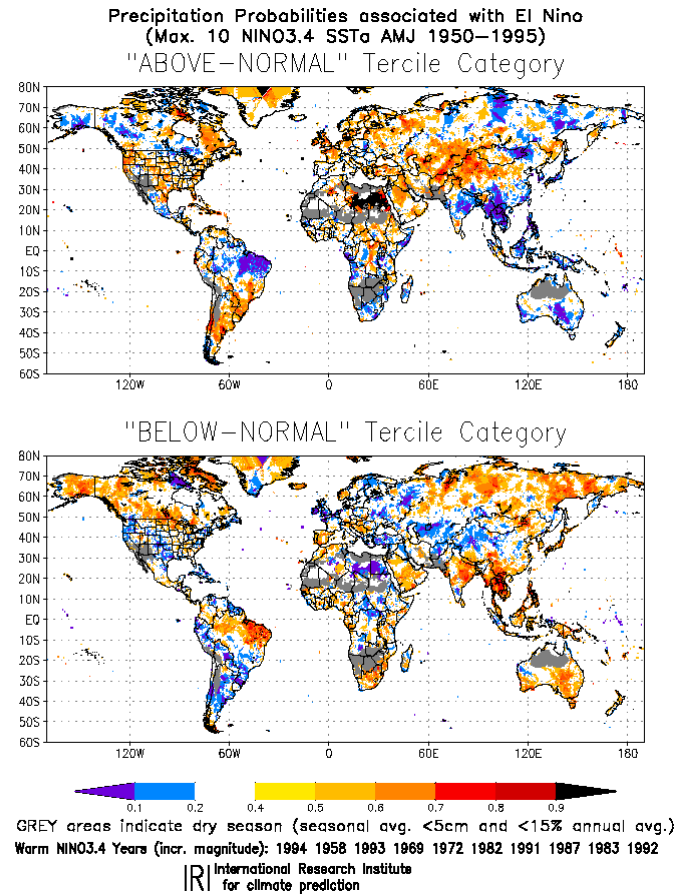 Precipitation Probabilities associated with El Nino
(Max. 10 NINO3.4 SSTa AMJ 1950-1995)
"ABOVE-NORMAL" Tercile Category
80N
70N
60N
50N
40N
30N
20N
10N
EQ
10S
20S
30S
40S
50S
60S
120W 60W 0 60E 120E 180
"BELOW-NORMAL" Tercile Category
80N
70N
60N
50N
40N
30N
20N
10N
EQ
10S
20S
30S
40S
50S
60S
120W 60W 0 60E 120E 180
0.1 0.2 0.4 0.5 0.6 0.7 0.8 0.9
GREY areas indicate dry season (seasonal avg. <5cm and <15% annual avg.)
Warm NINO3.4 Years (incr. magnitude): 1994 1958 1993 1969 1972 1982 1991 1987 1983 1992
IRI International Research Institute
for climate prediction